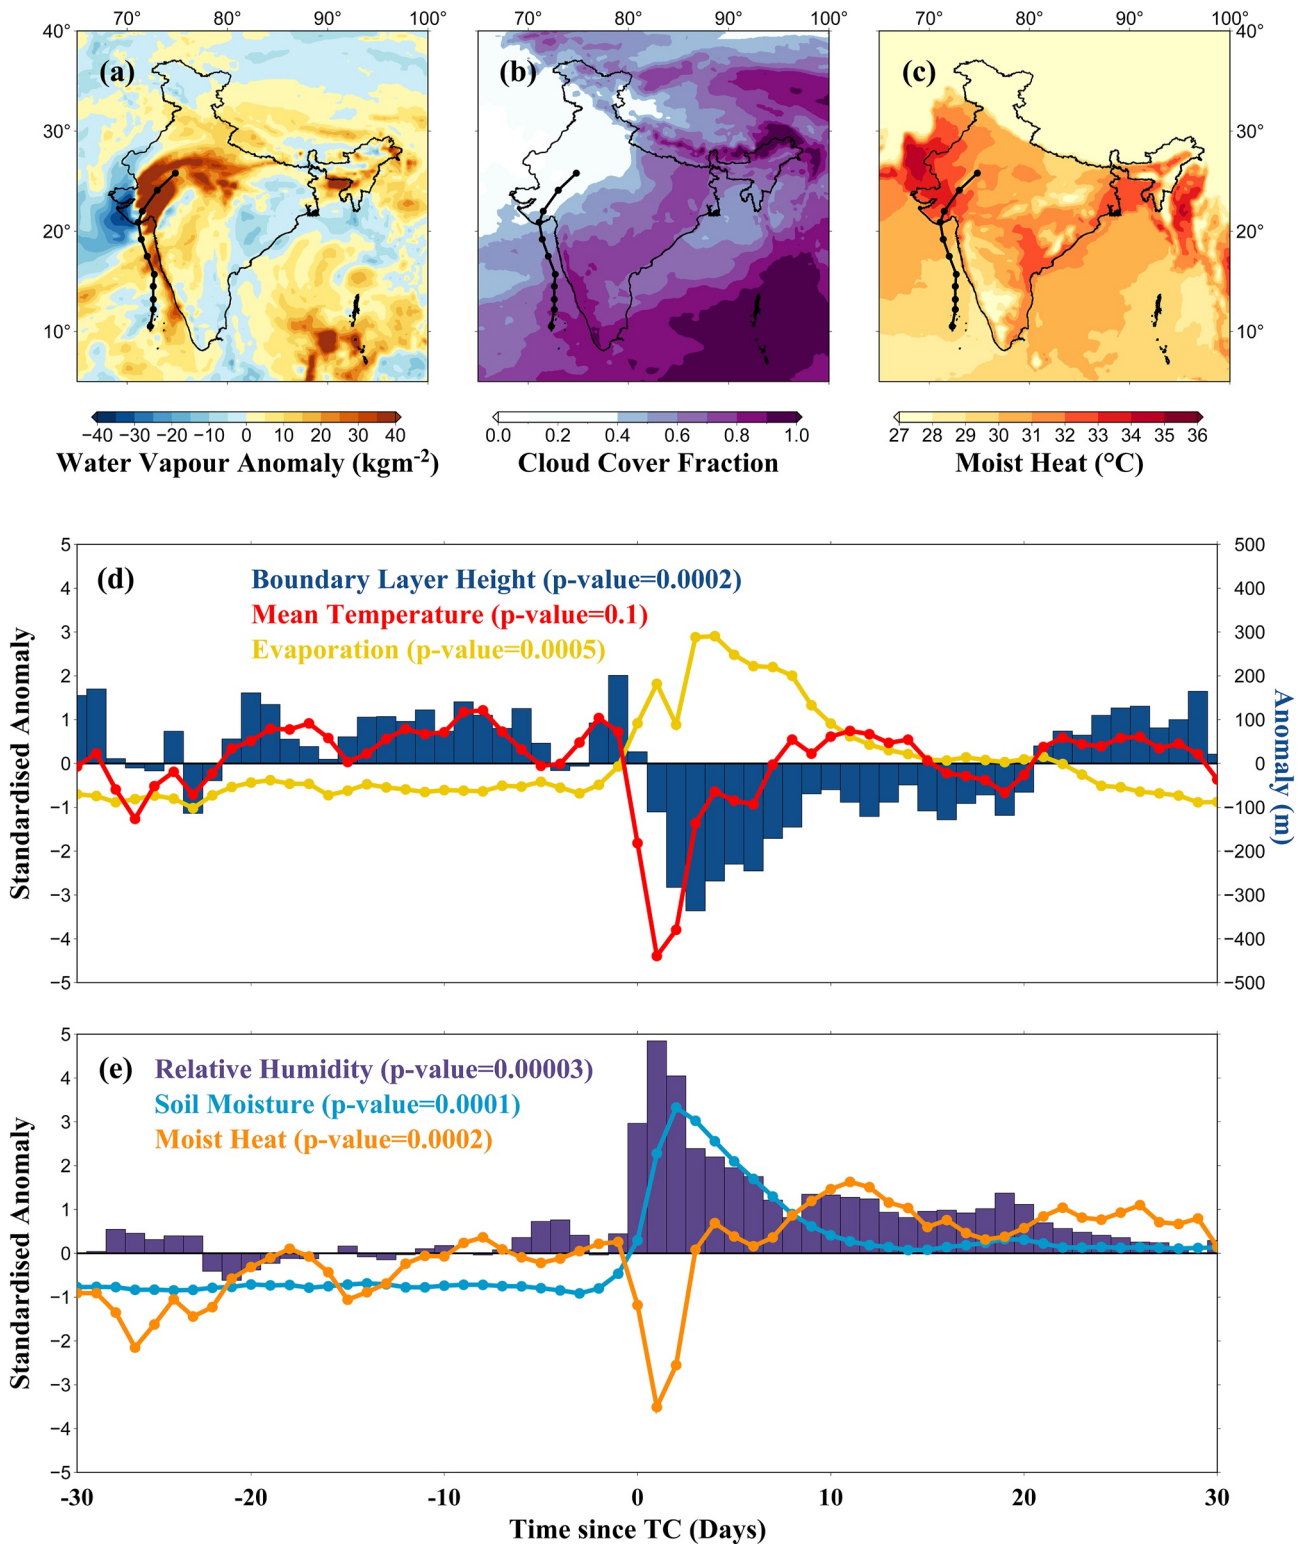 70° 80° 90° 100° 70° 80° 90° 100° 70° 80° 90° 100°
40° (a) (b) (c) 40°
30° 30°
20° 20°
10° 10°
−40 −30 −20 −10 0 10 20 30 40 0.0 0.2 0.4 0.6 0.8 1.0 27 28 29 30 31 32 33 34 35 36
Water Vapour Anomaly (kgm-2) Cloud Cover Fraction Moist Heat (°C)
(d)
Boundary Layer Height (p-value=0.0002)
Mean Temperature (p-value=0.1)
Evaporation (p-value=0.0005)
Standardised Anomaly
5
4
3
2
1
0
−1
−2
−3
−4
−5
500
400
300
200
100
0
−100
−200
−300
−400
−500
Anomaly (m)
(e)
Relative Humidity (p-value=0.00003)
Soil Moisture (p-value=0.0001)
Moist Heat (p-value=0.0002)
Standardised Anomaly
5
4
3
2
1
0
−1
−2
−3
−4
−5
-30 -20 -10 0 10 20 30
Time since TC (Days)